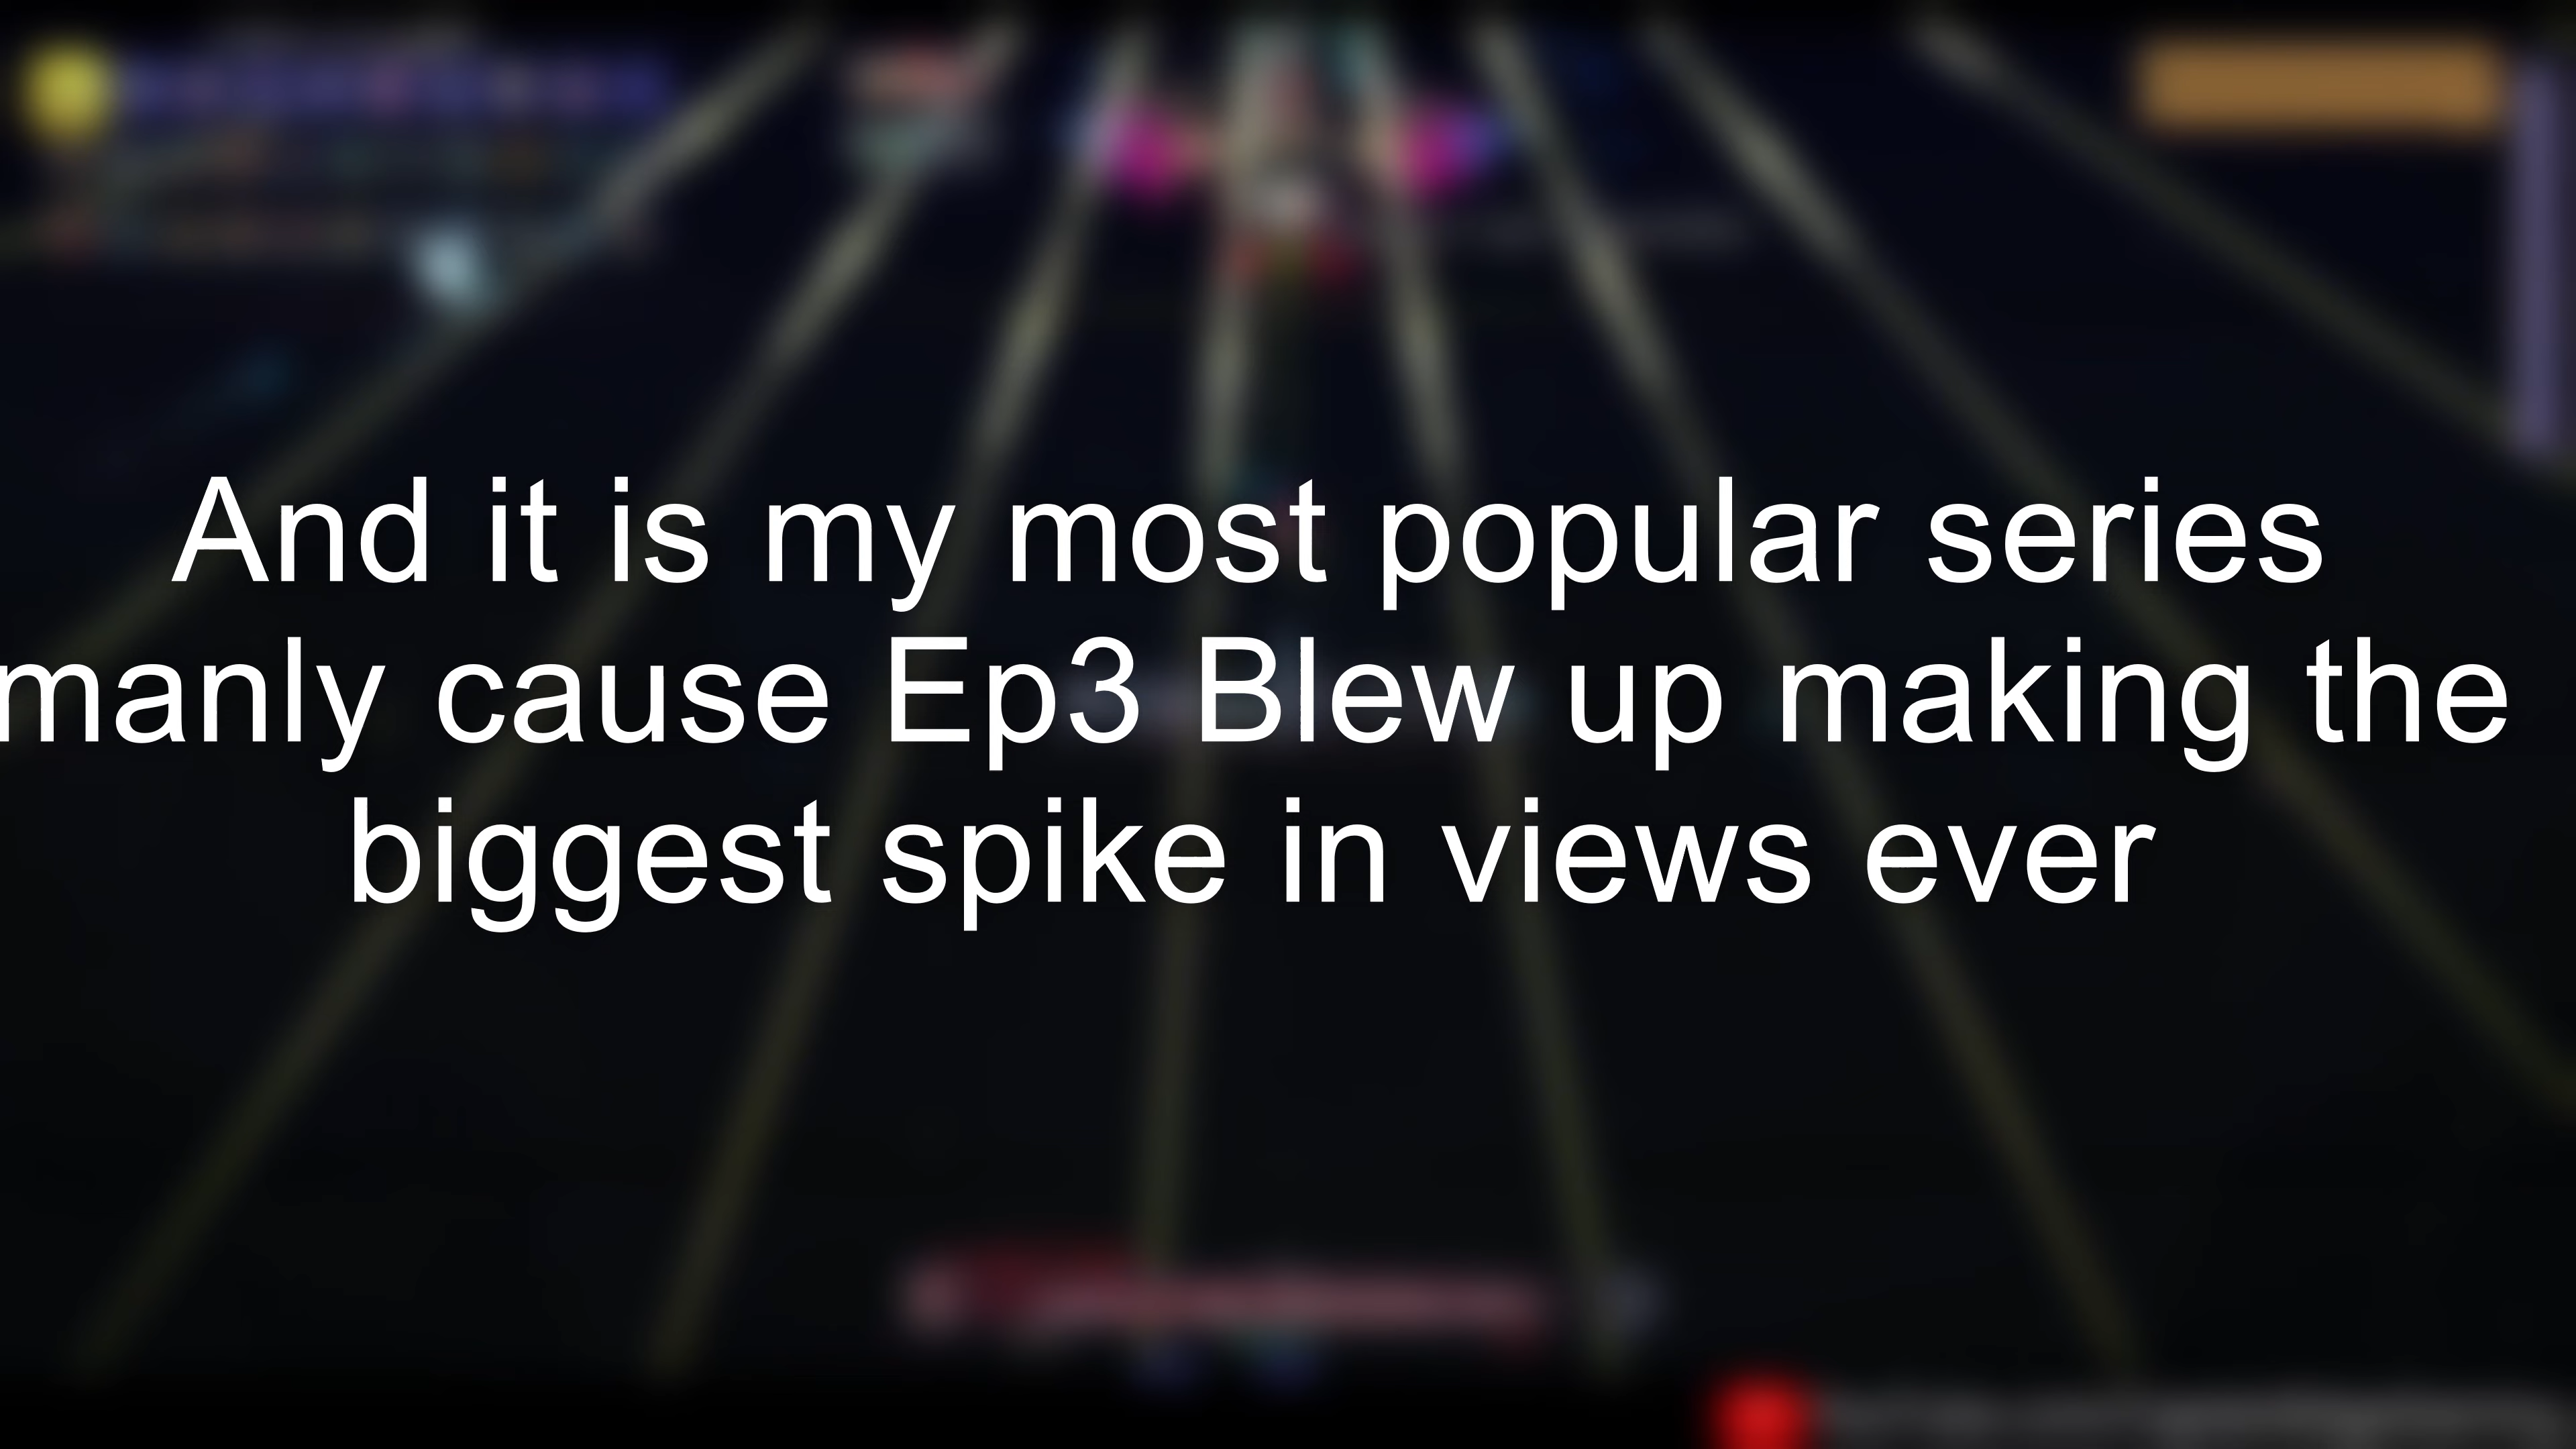 And it is my most popular series
manly cause Ep3 Blew up making the
biggest spike in views ever